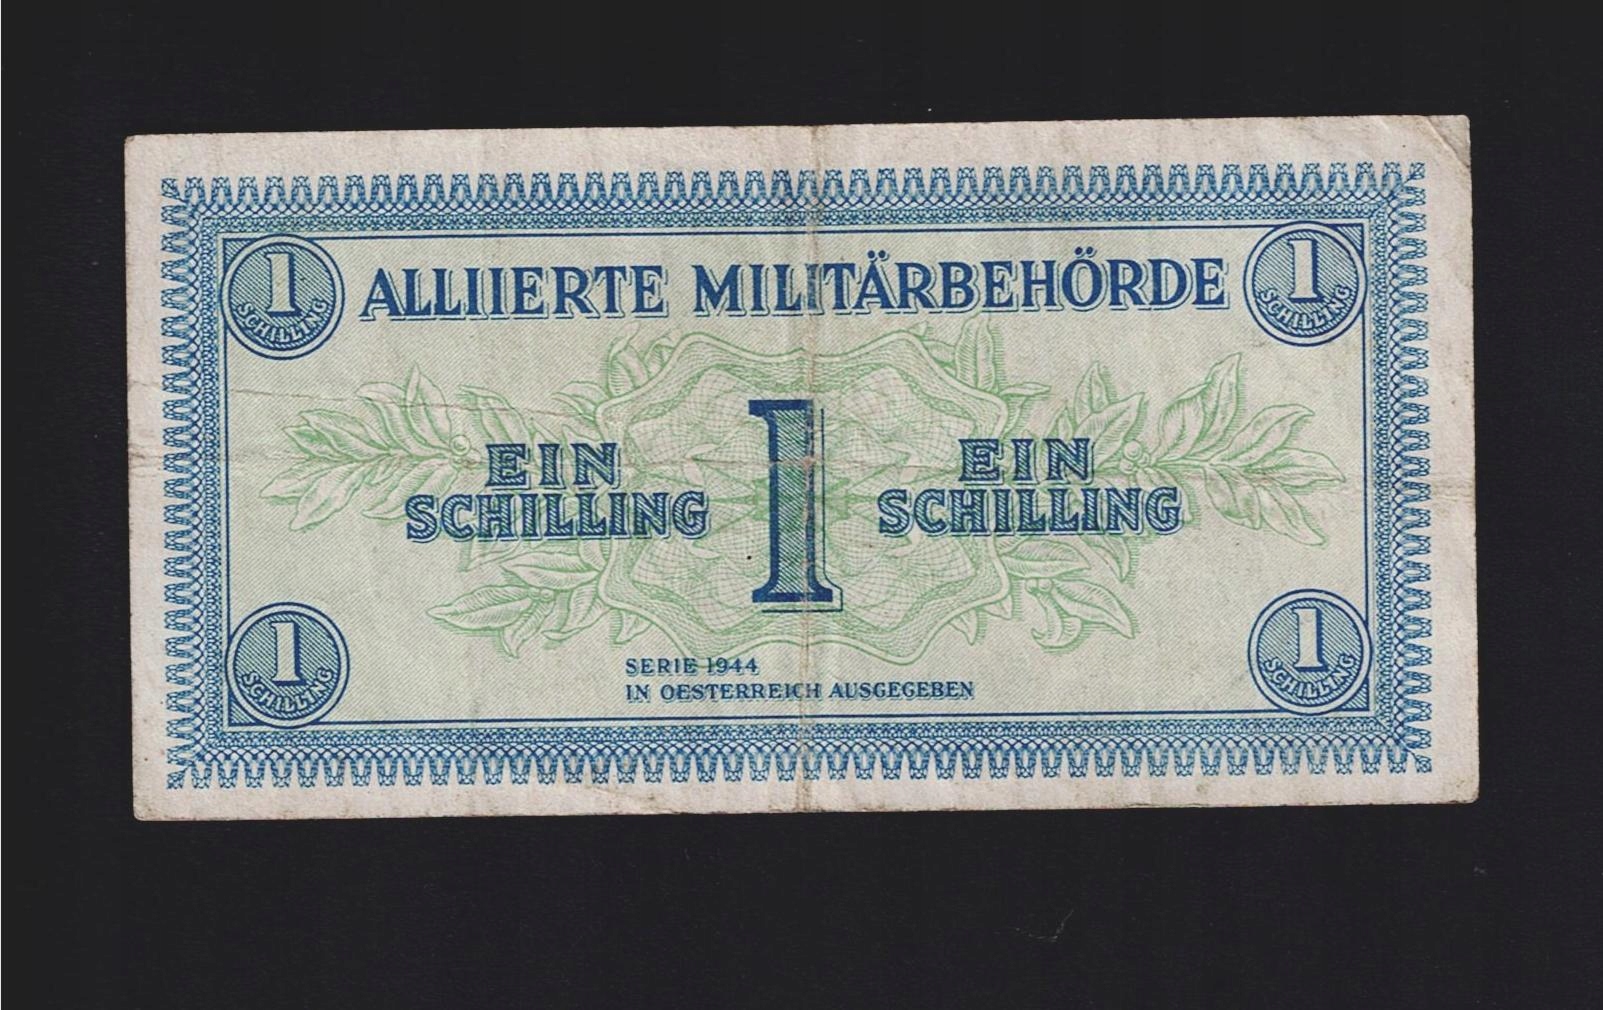 1
SCHILLING
ALLIIERTE MILITÄRBEHÖRDE
1
SCHILLING
EIN
SCHILLING
1
EIN
SCHILLING
1
SCHILLING
SERIE 1944
IN OESTERREICH AUSGEGEBEN
1
SCHILLING